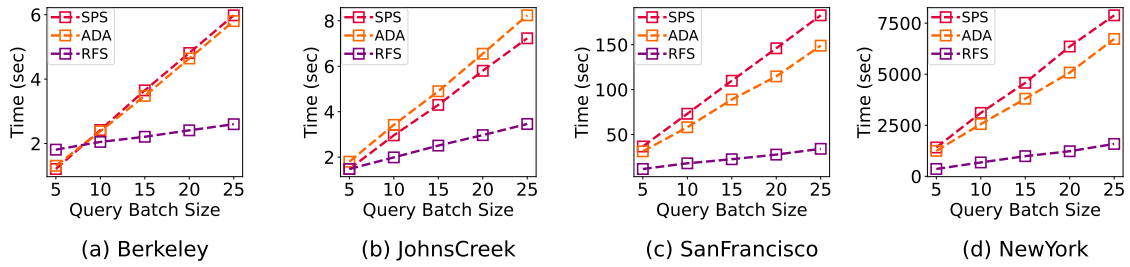 Time (sec)
6
4
2
SPS
ADA
RFS
5 10 15 20 25
Query Batch Size
(a) Berkeley
Time (sec)
8
6
4
2
SPS
ADA
RFS
5 10 15 20 25
Query Batch Size
(b) JohnsCreek
Time (sec)
150
100
50
SPS
ADA
RFS
5 10 15 20 25
Query Batch Size
(c) SanFrancisco
Time (sec)
7500
5000
2500
0
SPS
ADA
RFS
5 10 15 20 25
Query Batch Size
(d) NewYork